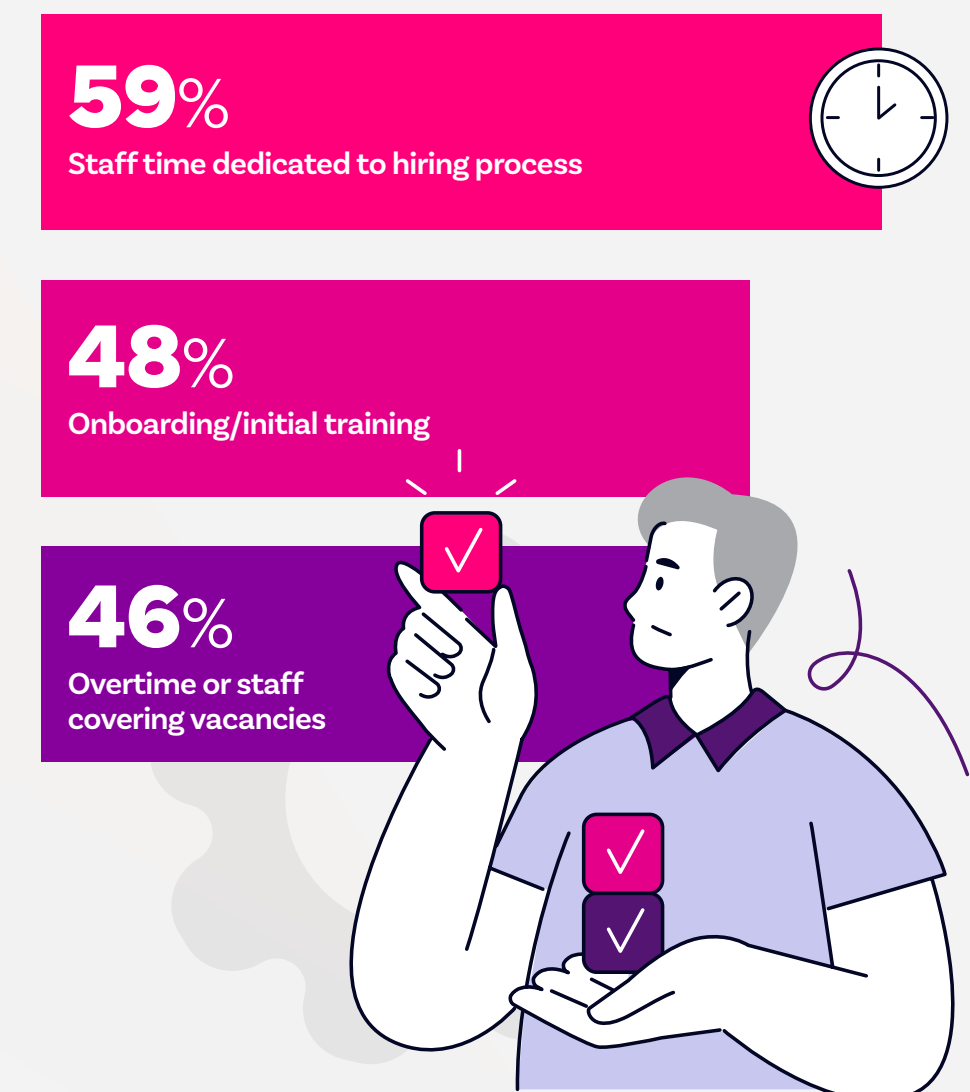 59%
Staff time dedicated to hiring process
48%
Onboarding/initial training
46%
Overtime or staff
covering vacancies